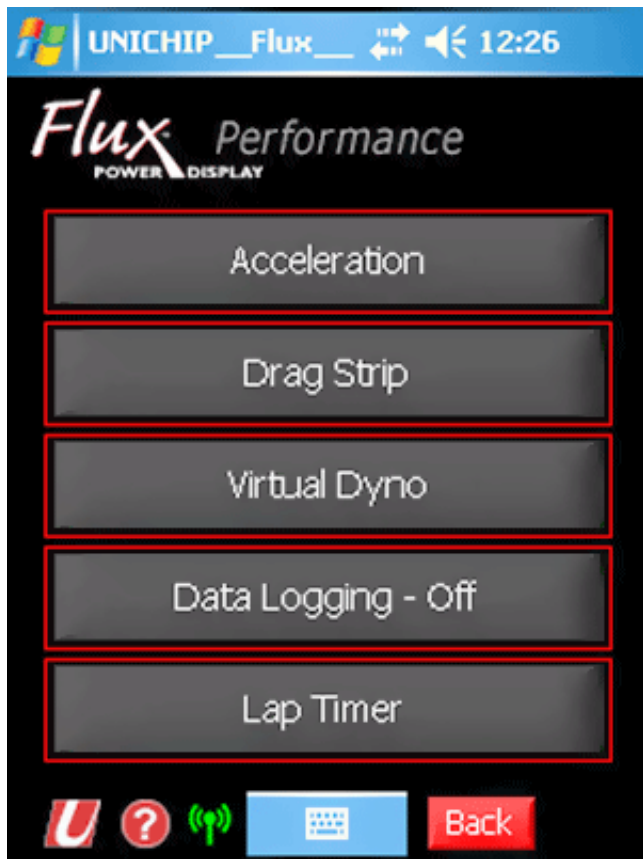 UNICHIP__Flux__ 12:26
Flux Performance
POWER DISPLAY
Acceleration
Drag Strip
Virtual Dyno
Data Logging - Off
Lap Timer
U ? Back